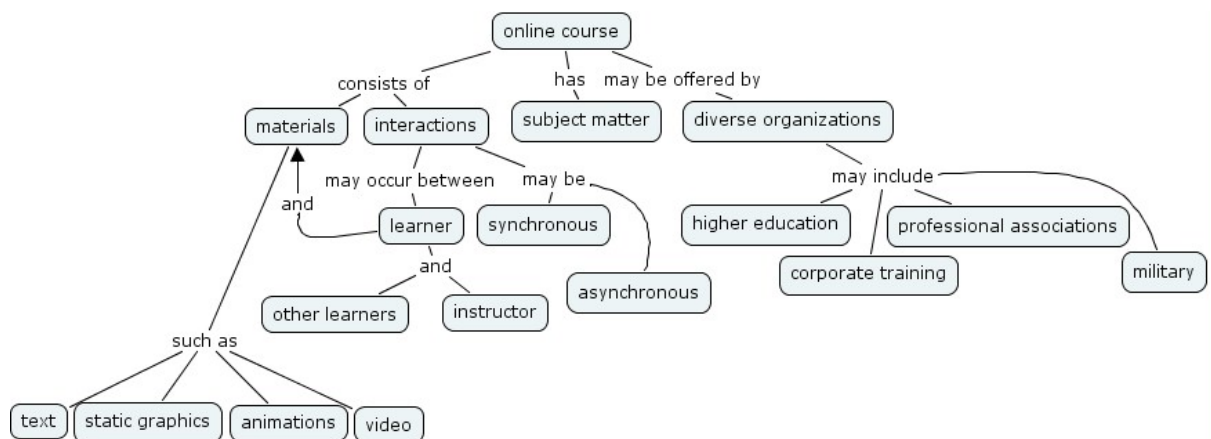 online course
consists of
has
may be offered by
materials
interactions
subject matter
diverse organizations
may occur between
may be
may include
and
learner
synchronous
higher education
professional associations
and
corporate training
military
other learners
instructor
asynchronous
such as
text
static graphics
animations
video